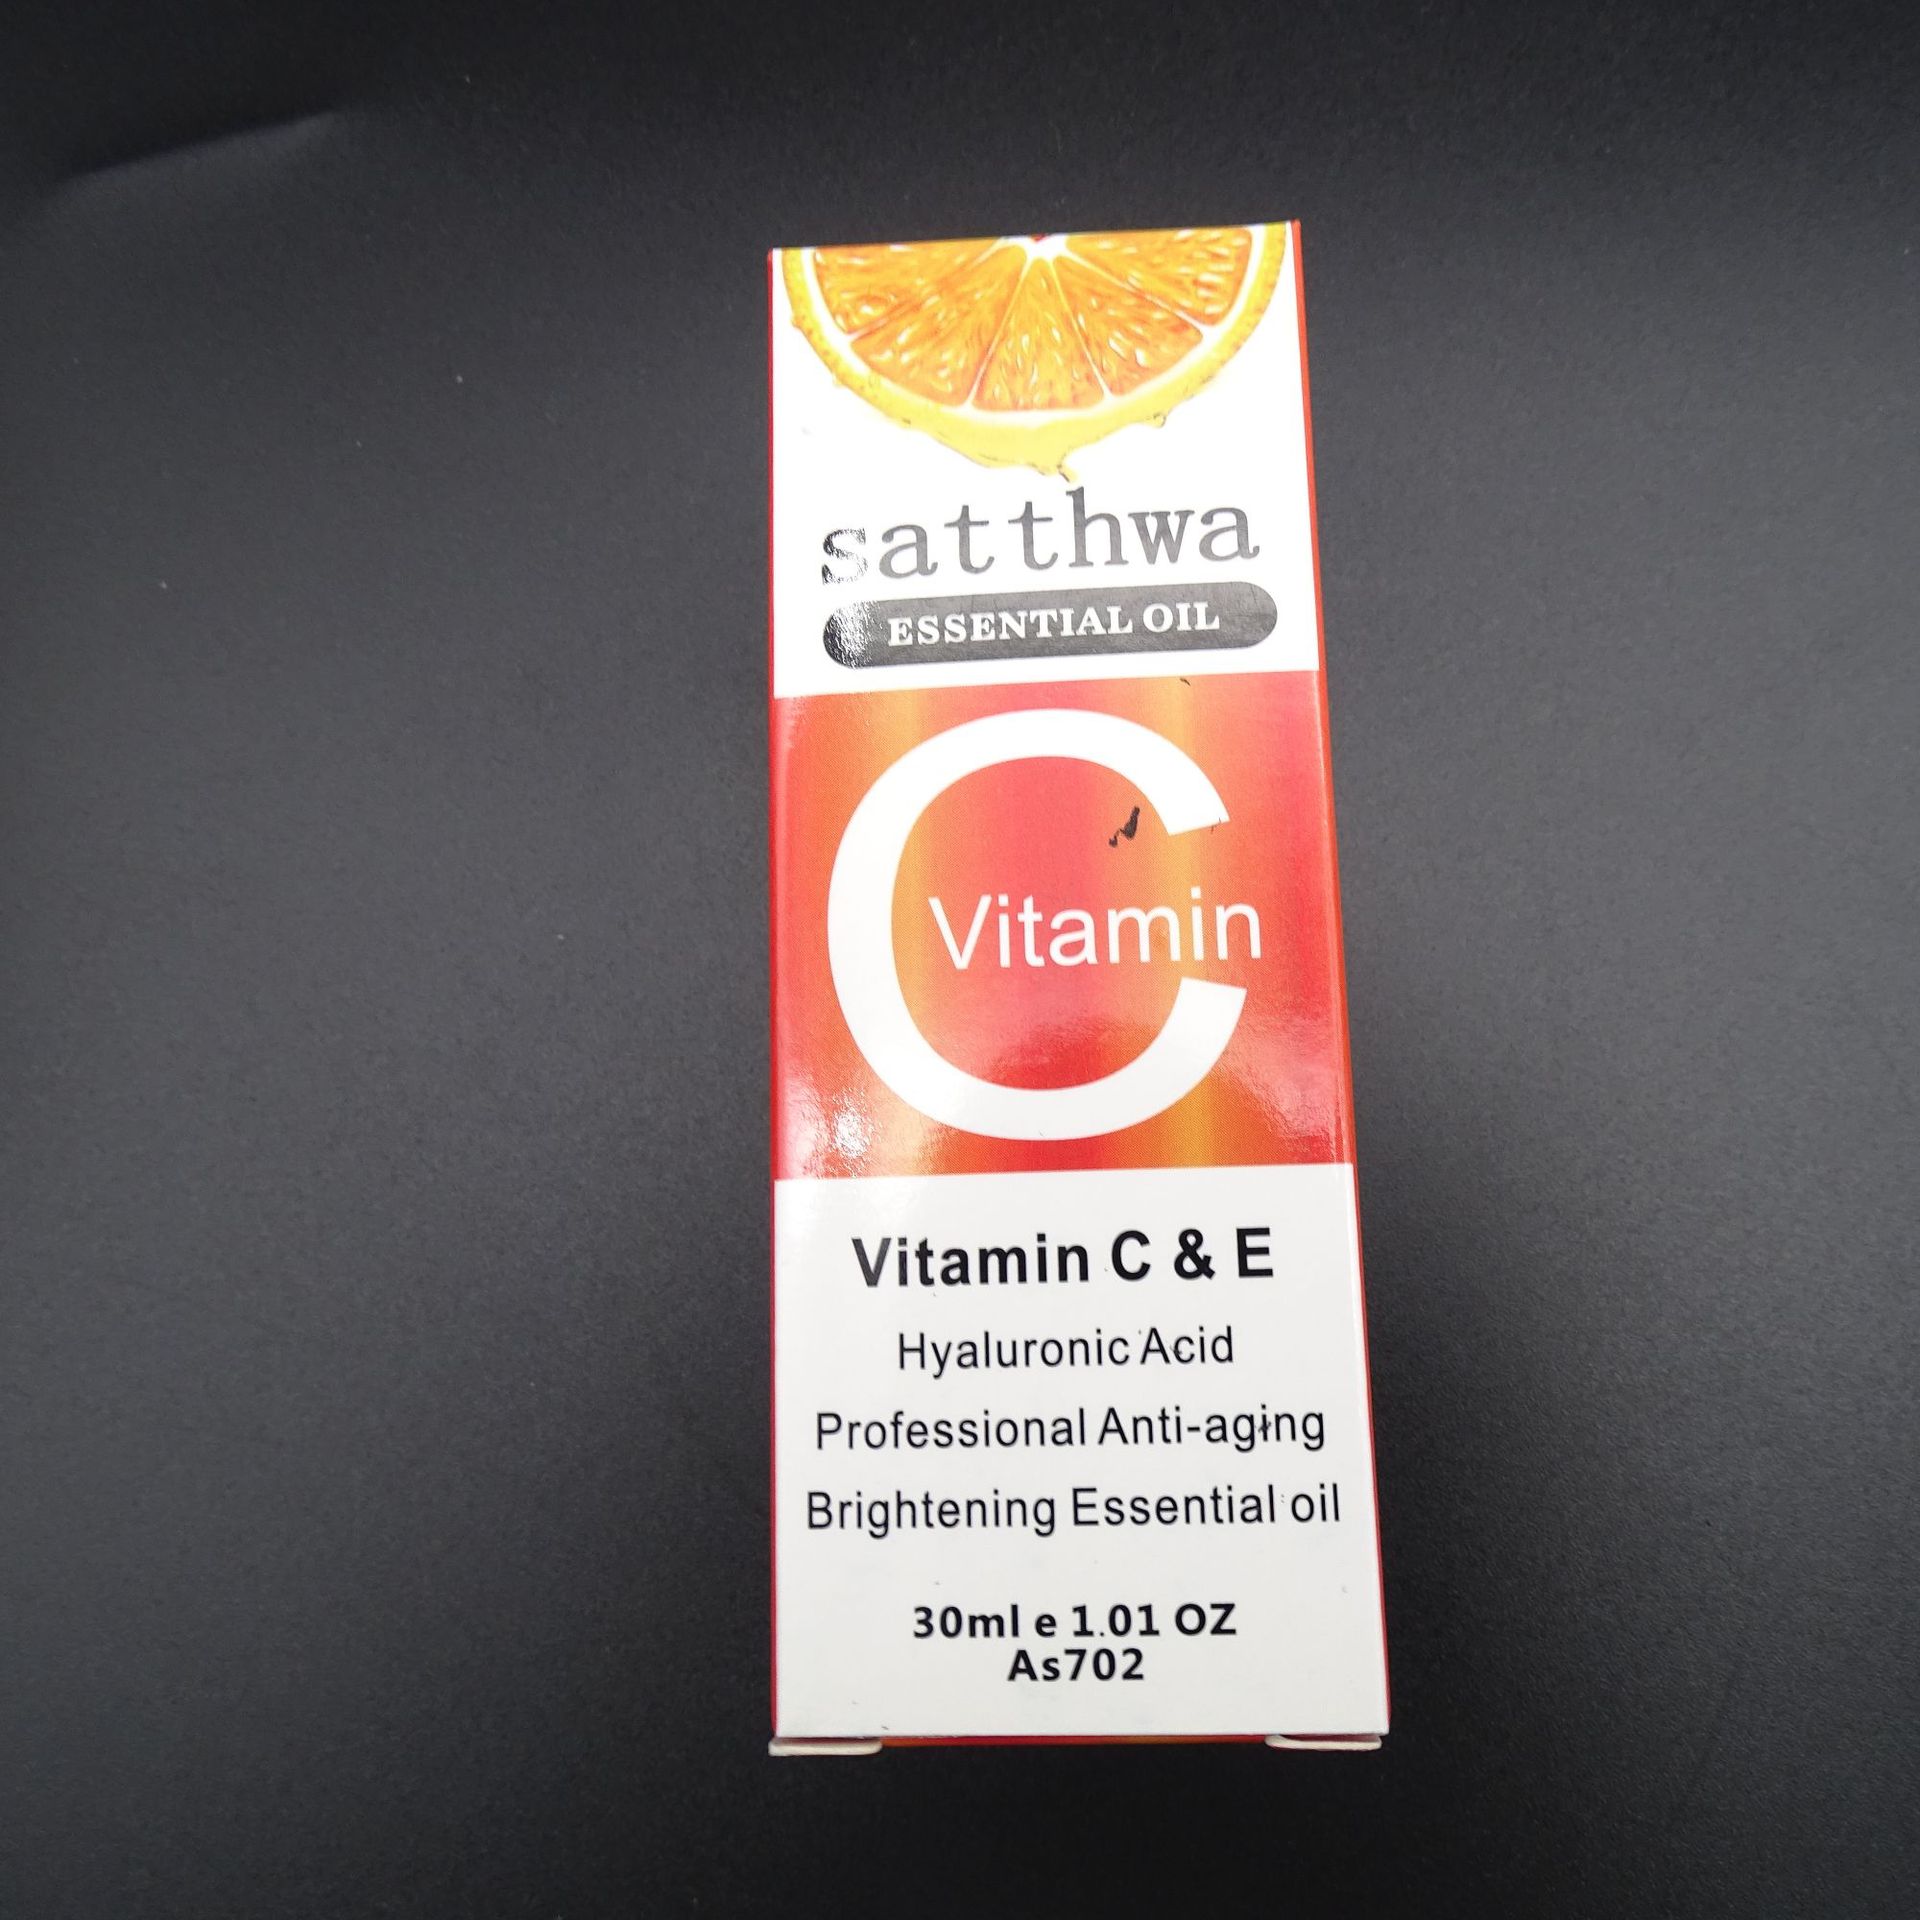 satthwa
ESSENTIAL OIL
C
Vitamin
Vitamin C & E
Hyaluronic Acid
Professional Anti-aging
Brightening Essential oil
30ml e 1.01 OZ
As702